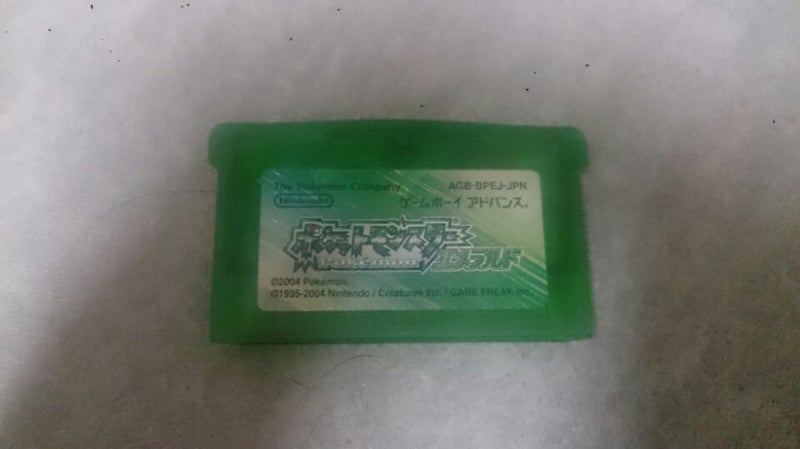 The Pokémon Company AGB-BPEJ-JPN
Nintendo ゲームボーイ アドバンス®
ポケットモンスター
POKéMON エメラルド
©2004 Pokémon.
©1995-2004 Nintendo / Creatures inc. / GAME FREAK inc.